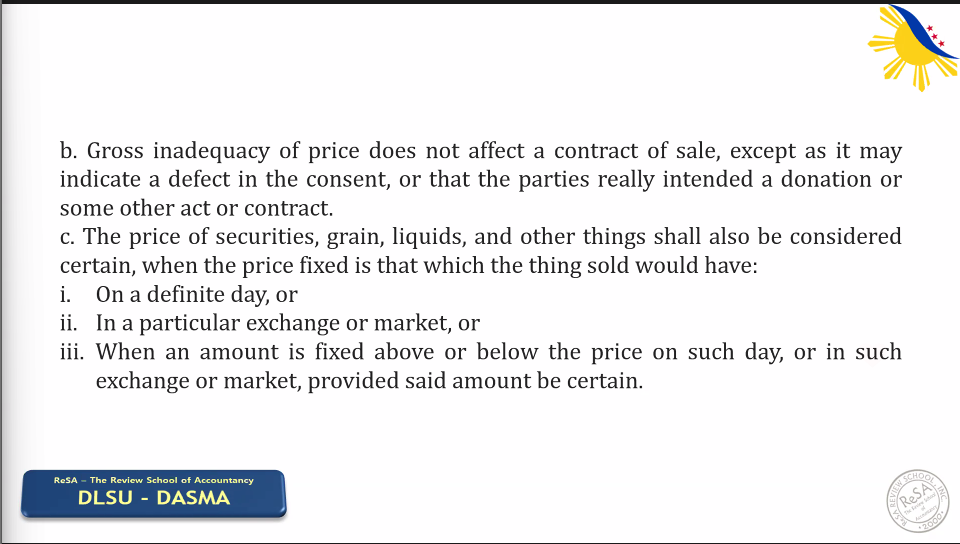 b. Gross inadequacy of price does not affect a contract of sale, except as it may
indicate a defect in the consent, or that the parties really intended a donation or
some other act or contract.
c. The price of securities, grain, liquids, and other things shall also be considered
certain, when the price fixed is that which the thing sold would have:
i. On a definite day, or
ii. In a particular exchange or market, or
iii. When an amount is fixed above or below the price on such day, or in such
exchange or market, provided said amount be certain.
ReSA – The Review School of Accountancy
DLSU - DASMA
ReSA REVIEW SCHOOL, INC.
ReSA
The Review School
of
Accountancy
2000